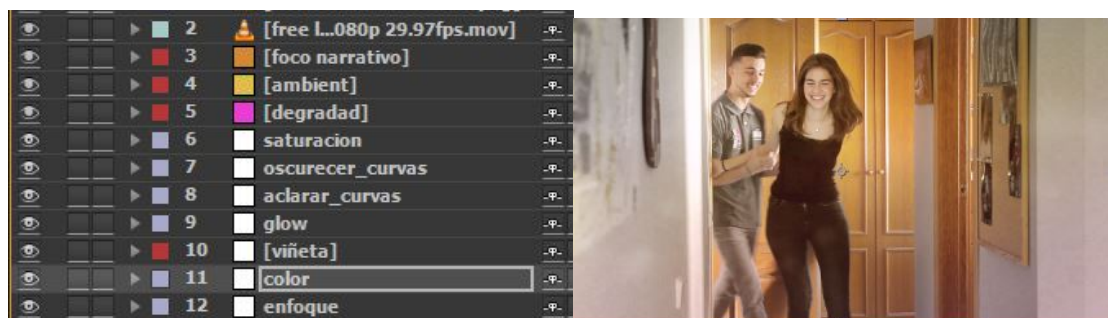 2 [free l...080p 29.97fps.mov]
3 [foco narrativo]
4 [ambient]
5 [degradad]
6 saturacion
7 oscurecer_curvas
8 aclarar_curvas
9 glow
10 [viñeta]
11 color
12 enfoque